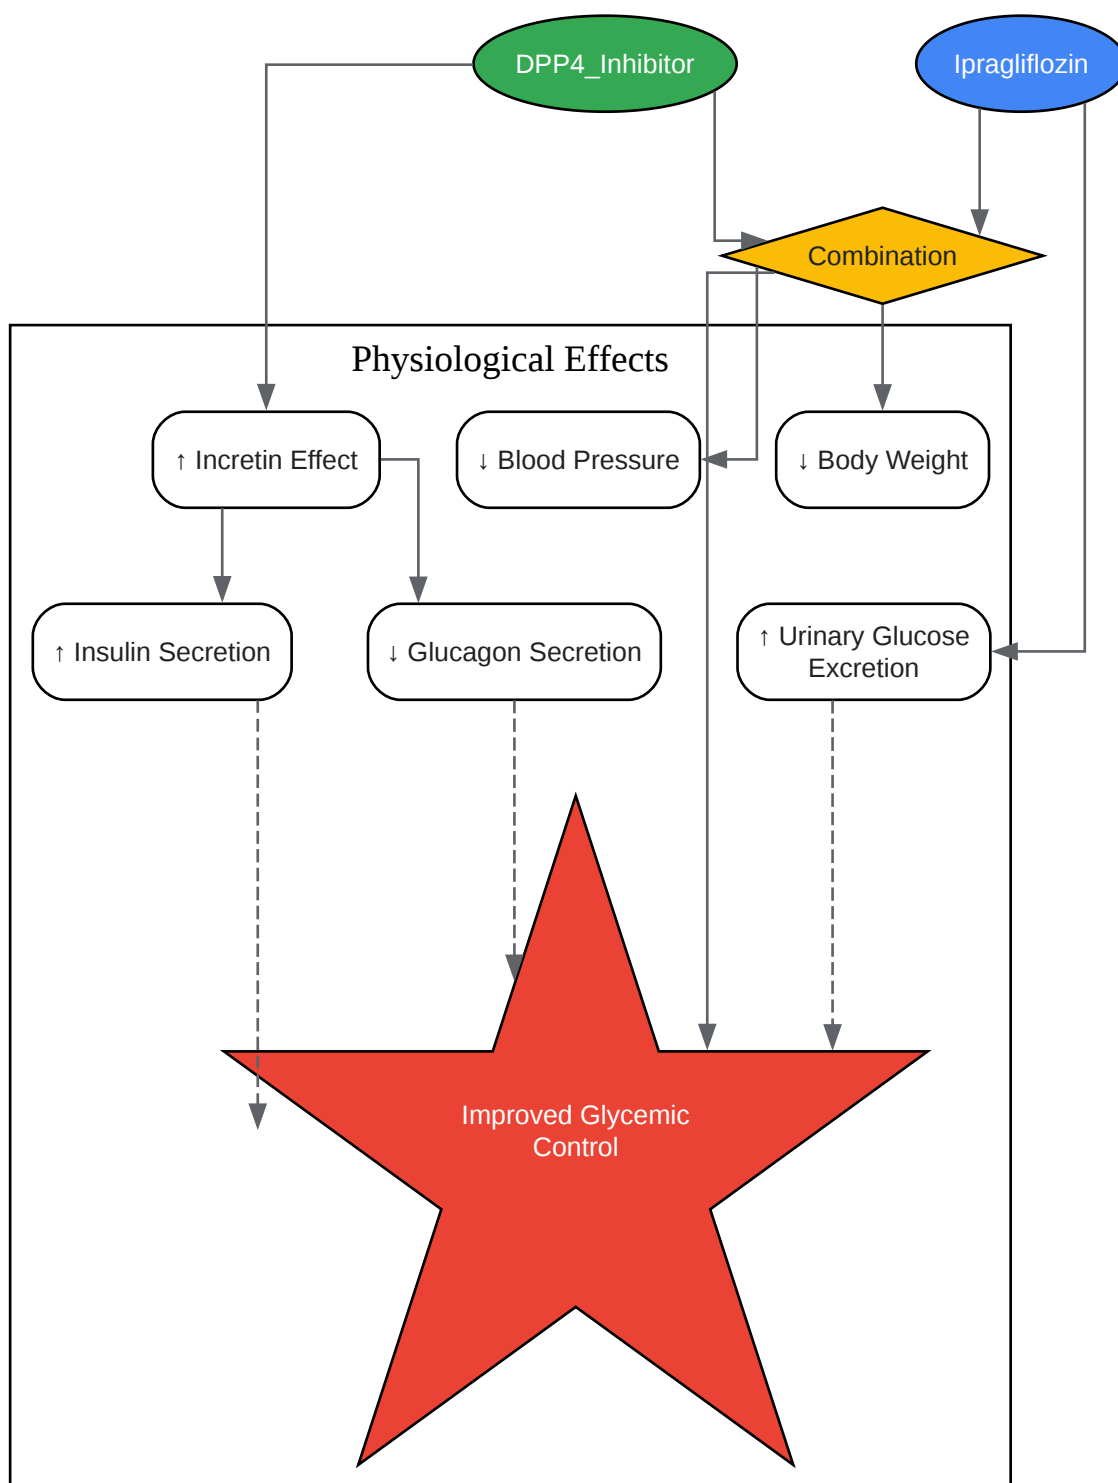 DPP4_Inhibitor
Ipragliflozin
Combination
Physiological Effects
↑ Incretin Effect
↓ Blood Pressure
↓ Body Weight
↑ Insulin Secretion
↓ Glucagon Secretion
↑ Urinary Glucose
Excretion
Improved Glycemic
Control